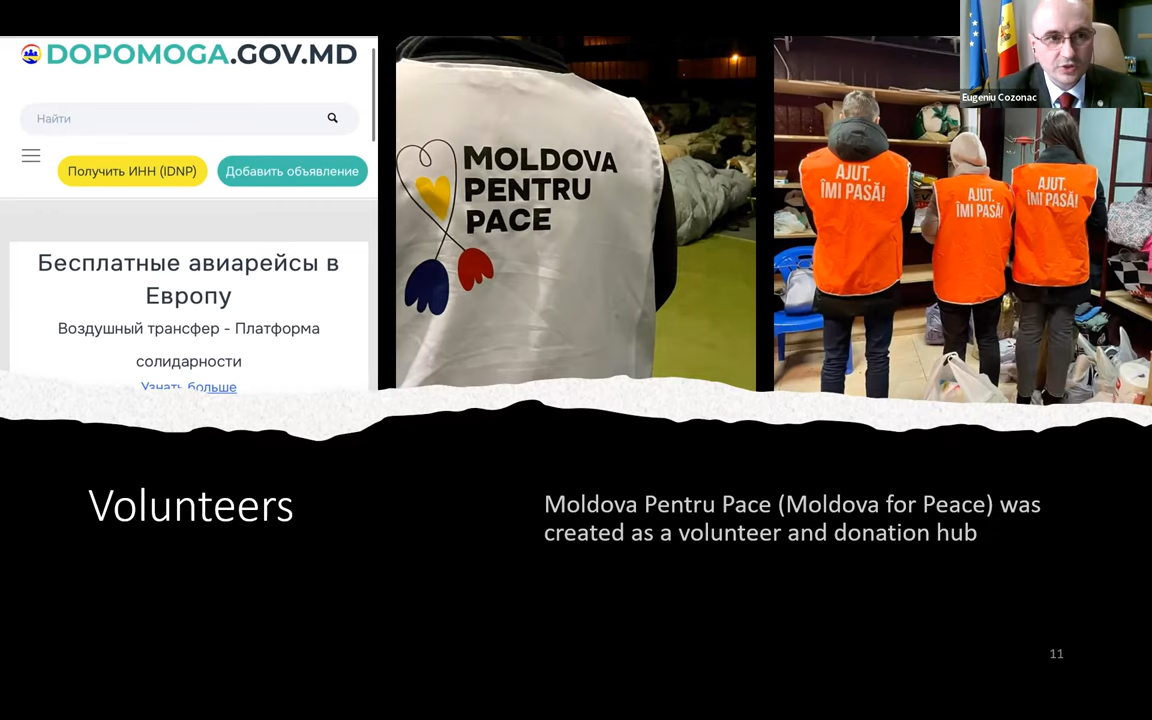 DOPOMOGA.GOV.MD
Найти
Получить ИНН (IDNP)
Добавить объявление
Бесплатные авиарейсы в
Европу
Воздушный трансфер - Платформа
солидарности
Узнать больше
MOLDOVA
PENTRU
PACE
AJUT.
ÎMI PASĂ!
AJUT.
ÎMI PASĂ!
AJUT.
ÎMI PASĂ!
Eugeniu Cozonac
Volunteers
Moldova Pentru Pace (Moldova for Peace) was
created as a volunteer and donation hub
11